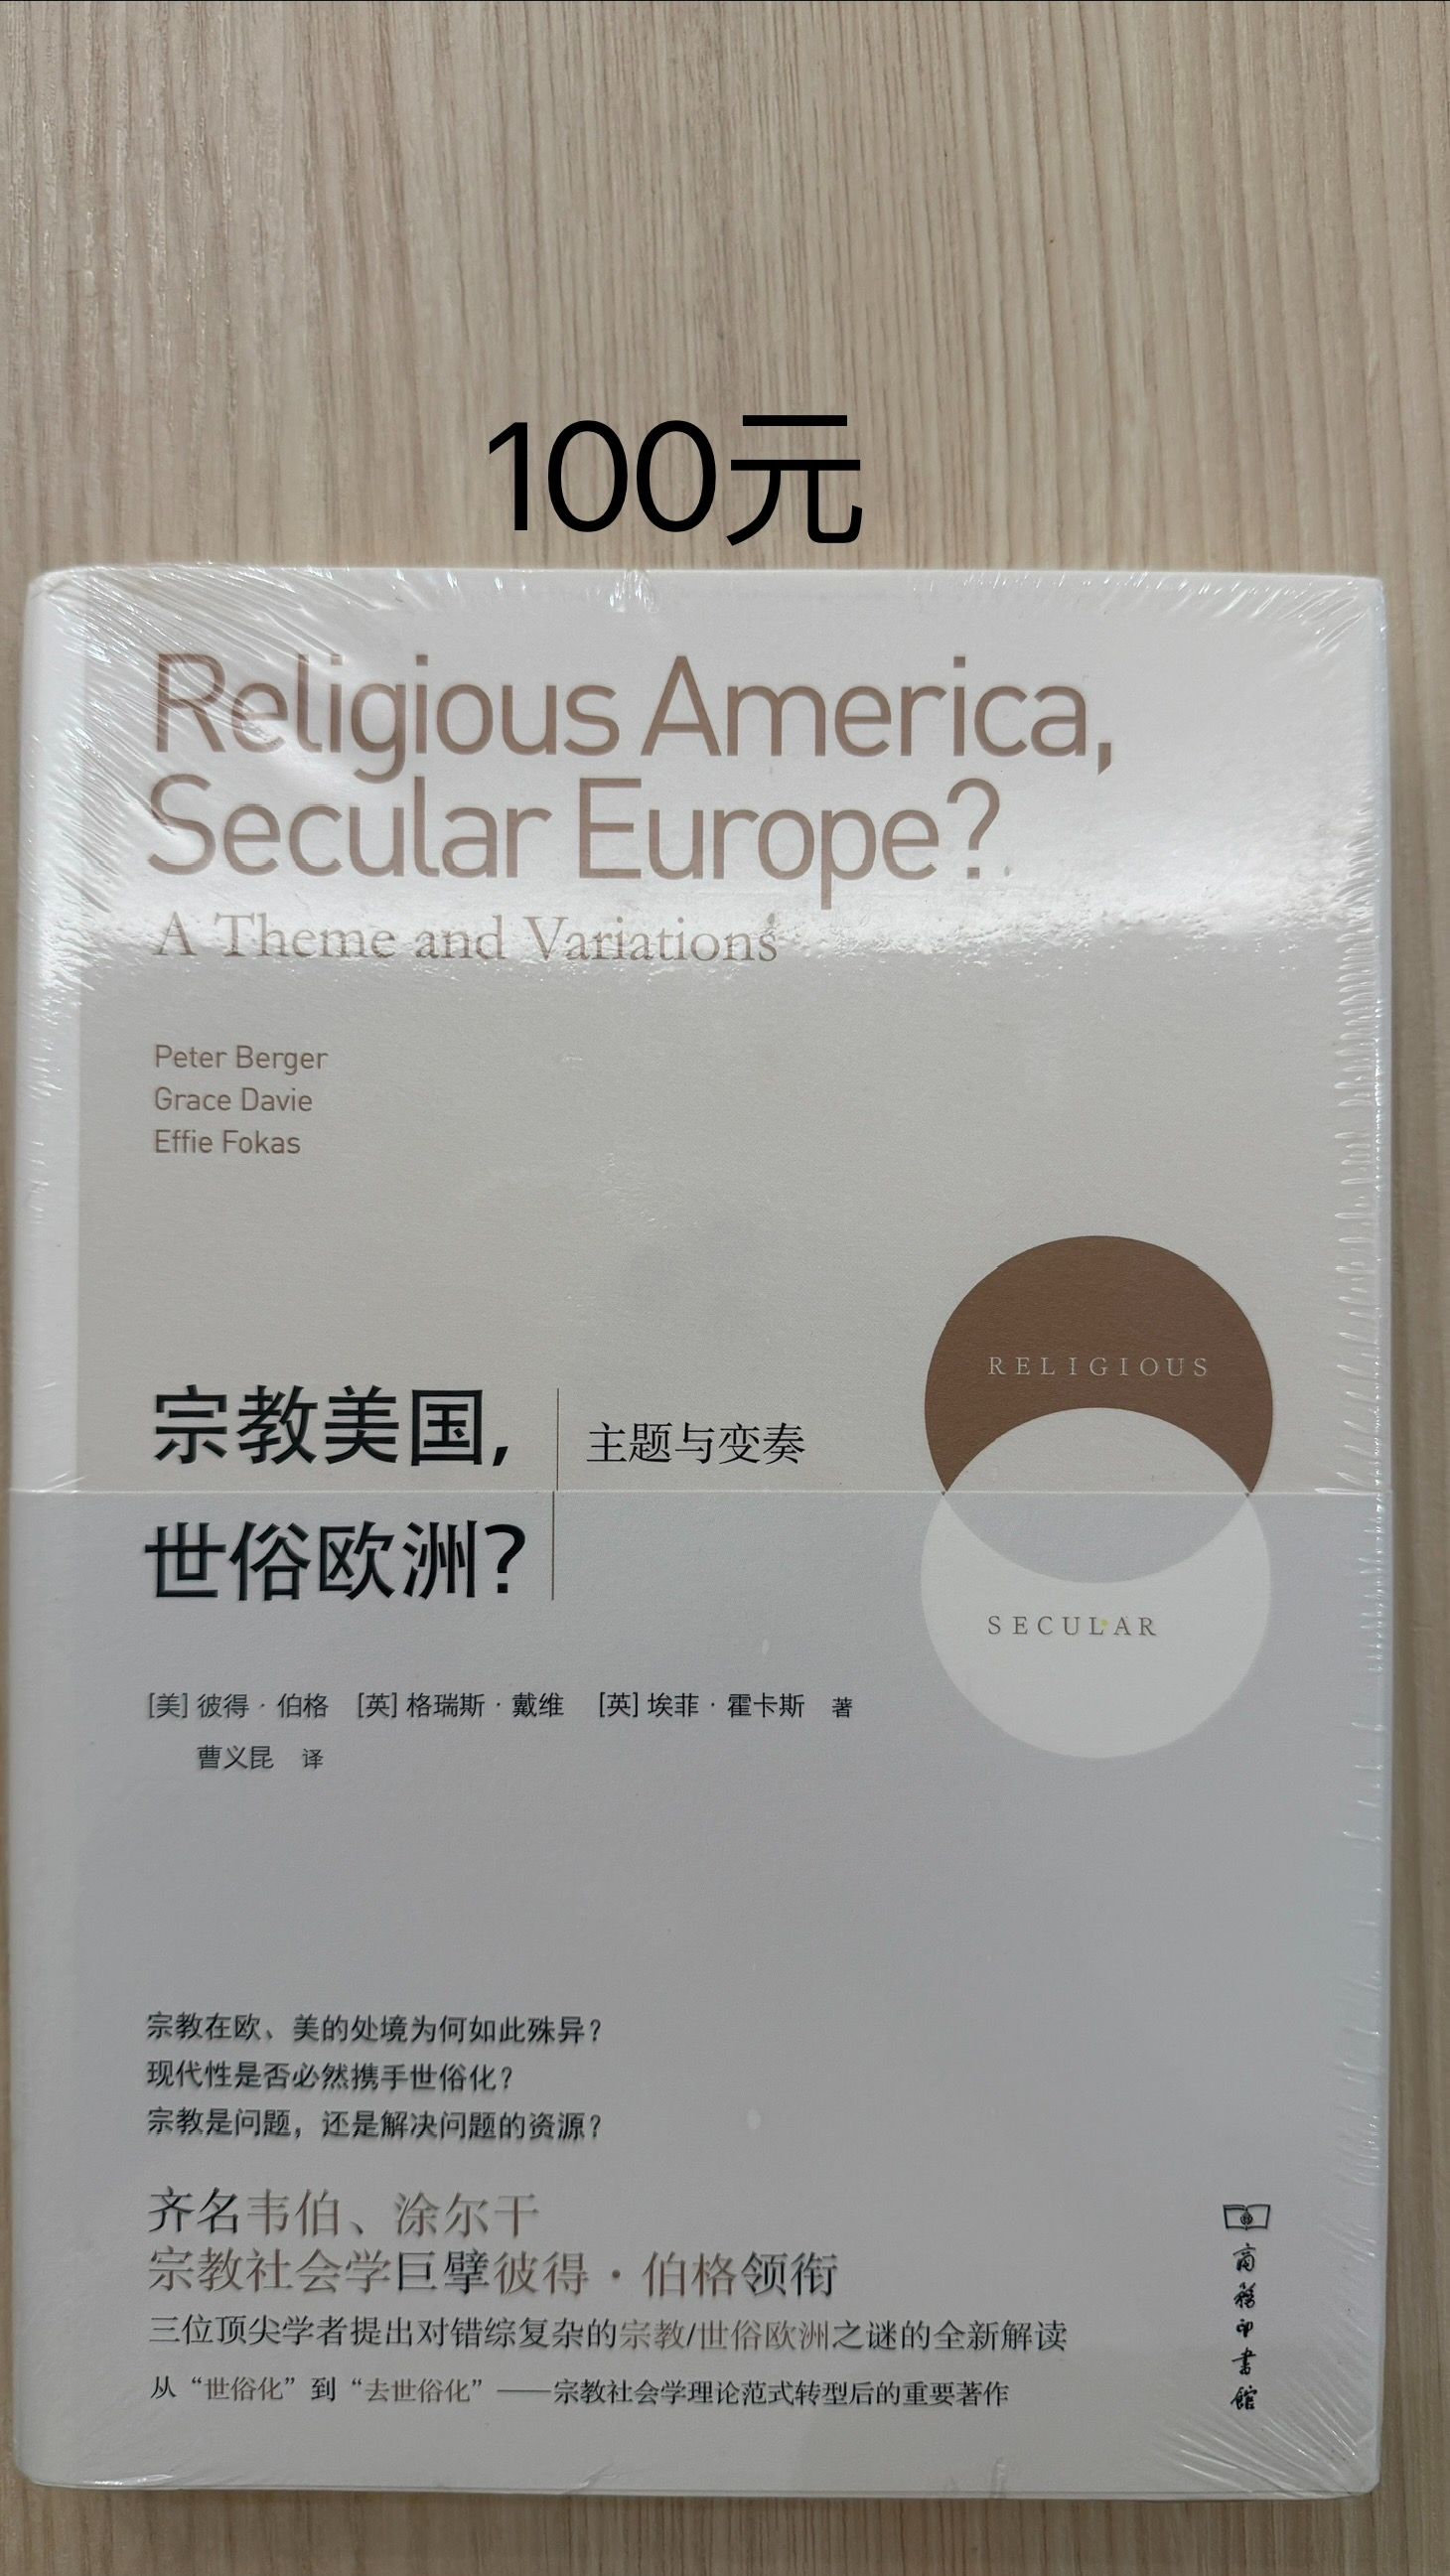 100元
Religious America,
Secular Europe?
A Theme and Variations
Peter Berger
Grace Davie
Effie Fokas
RELIGIOUS
宗教美国,
主题与变奏
世俗欧洲?
SECULAR
[美] 彼得·伯格 [英] 格瑞斯·戴维 [英] 埃菲·霍卡斯 著
曹义昆 译
宗教在欧、美的处境为何如此殊异？
现代性是否必然携手世俗化？
宗教是问题，还是解决问题的资源？
齐名韦伯、涂尔干
宗教社会学巨擘彼得·伯格领衔
三位顶尖学者提出对错综复杂的宗教/世俗欧洲之谜的全新解读
从“世俗化”到“去世俗化”——宗教社会学理论范式转型后的重要著作
商務印書館